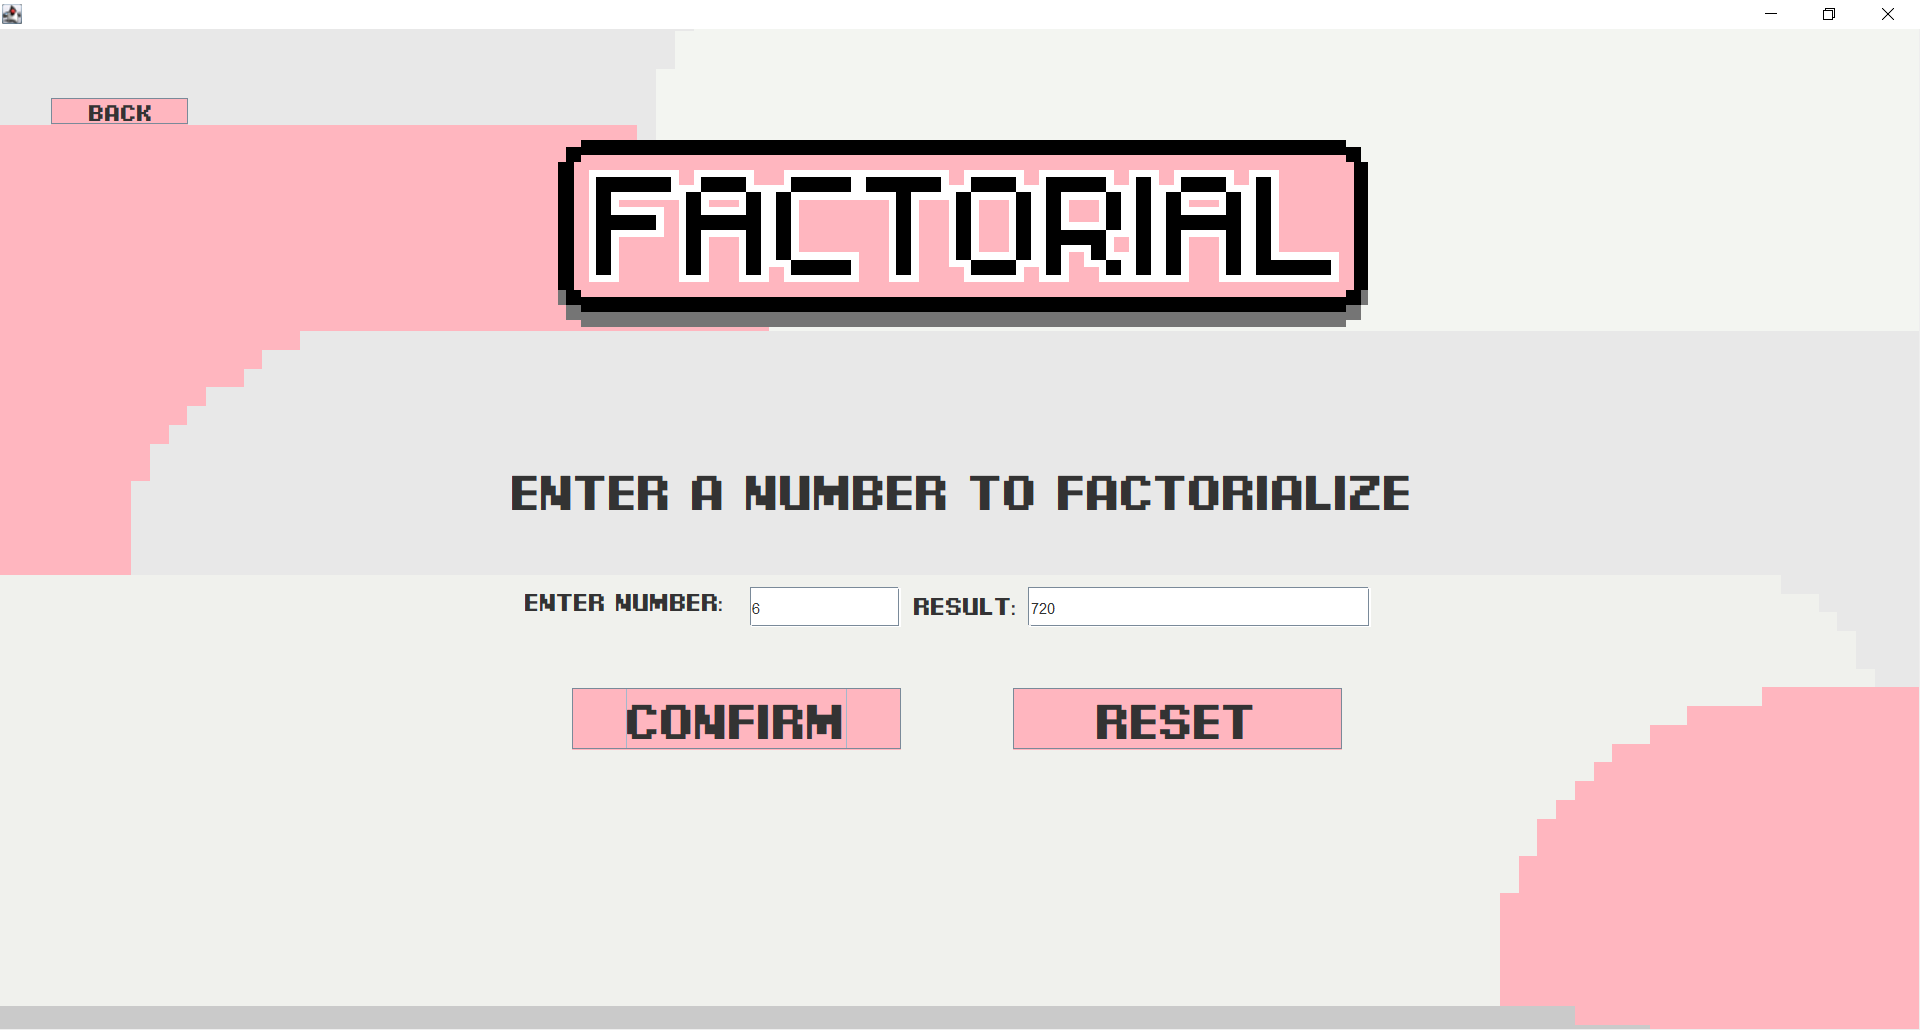 BACK
FACTORIAL
ENTER A NUMBER TO FACTORIALIZE
ENTER NUMBER: 6 RESULT: 720
CONFIRM RESET